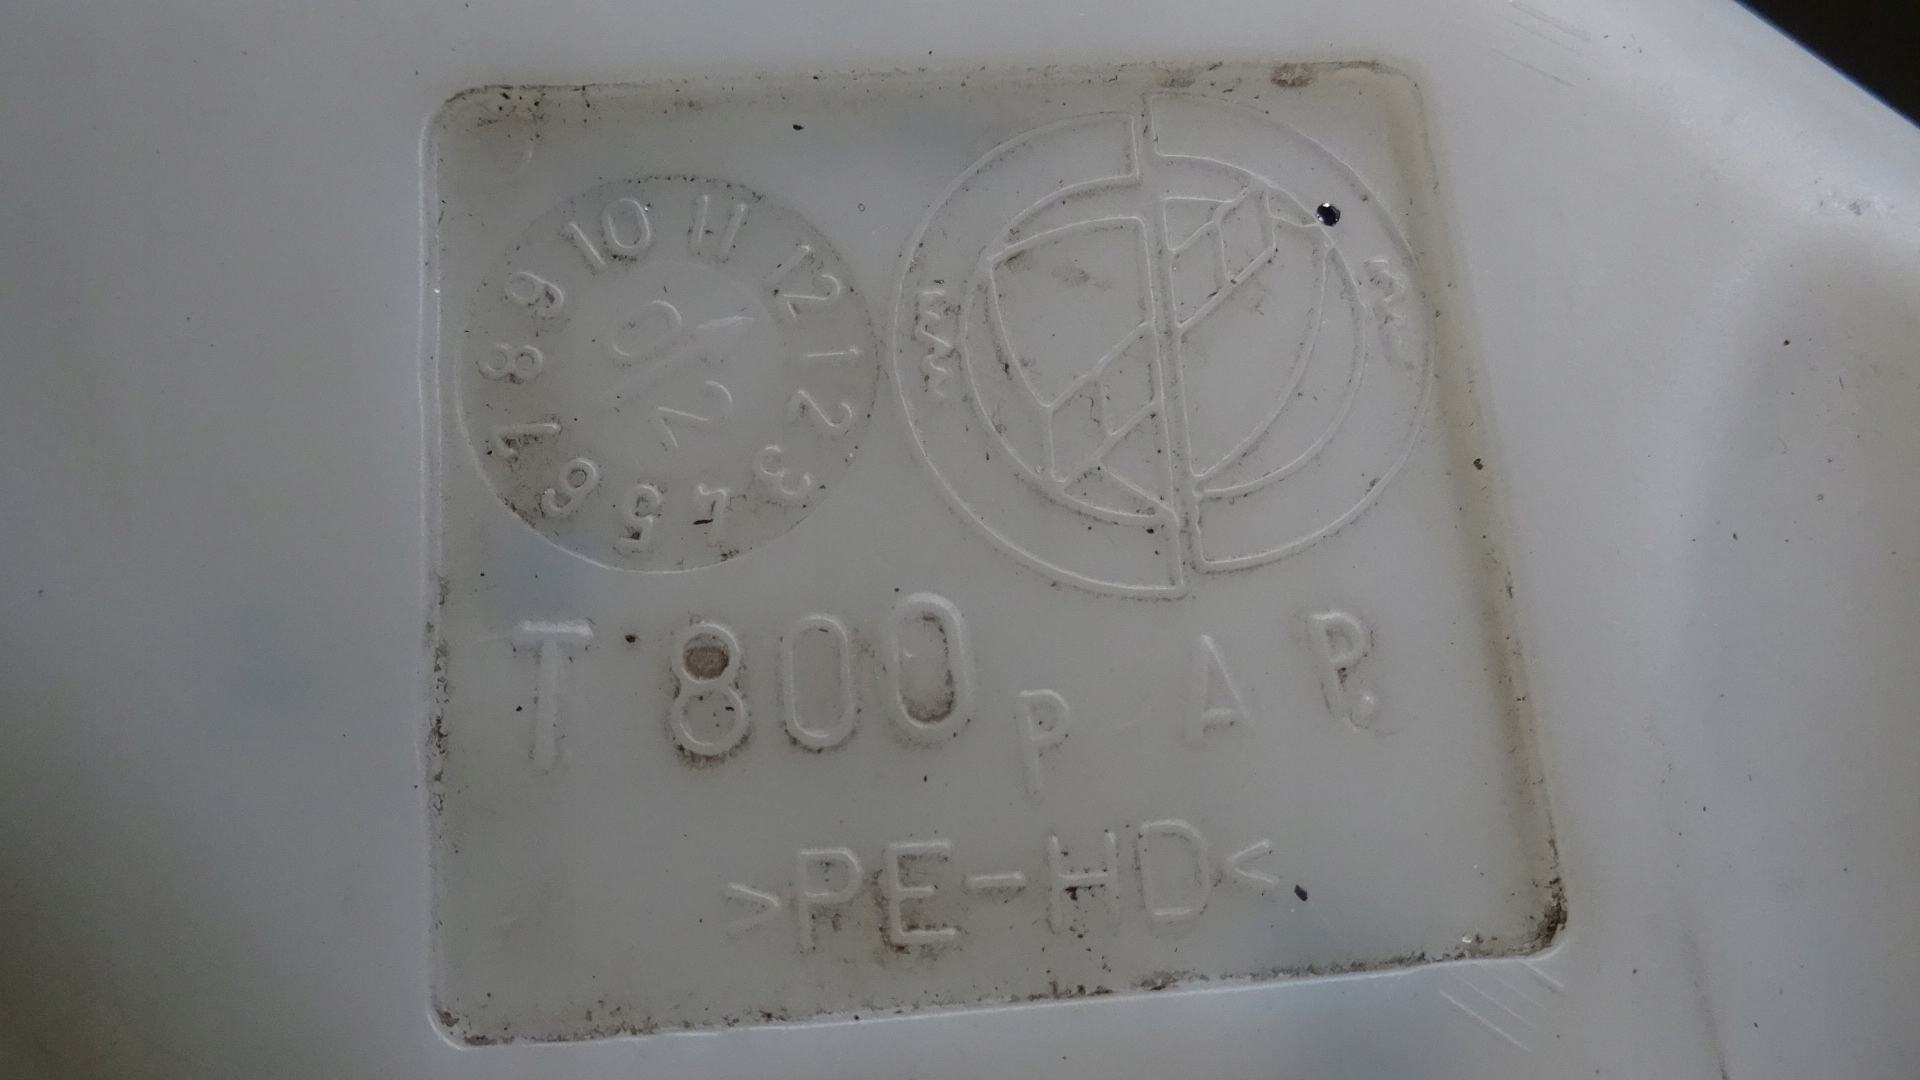 10 11 12 1 2 3 4 5 6 7 8 9
02
T 800 P A P.
>PE-HD<